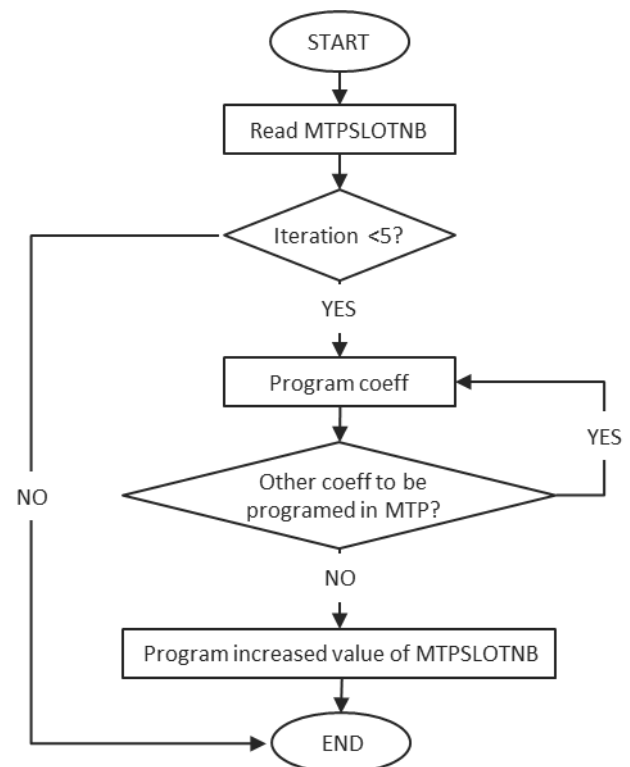 START
Read MTPSLOTNB
Iteration <5?
YES
Program coeff
YES
Other coeff to be
programed in MTP?
NO
NO
Program increased value of MTPSLOTNB
END